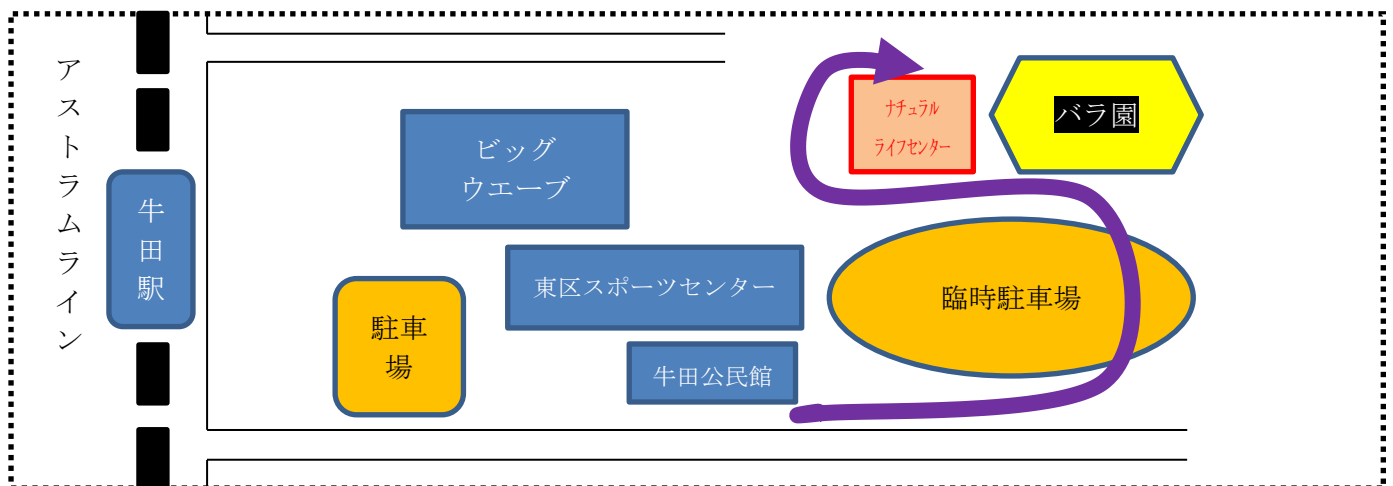 アストラムライン
牛田駅
ビッグ
ウエーブ
ナチュラル
ライフセンター
バラ園
東区スポーツセンター
臨時駐車場
駐車
場
牛田公民館